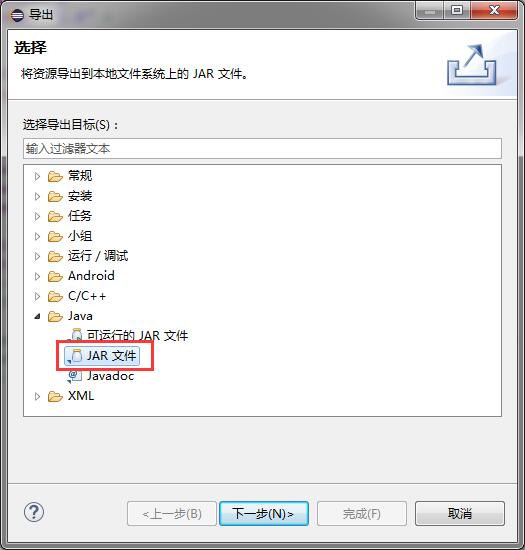 导出
选择
将资源导出到本地文件系统上的 JAR 文件。
选择导出目标(S)：
输入过滤器文本
常规
安装
任务
小组
运行 / 调试
Android
C/C++
Java
可运行的 JAR 文件
JAR 文件
Javadoc
XML
<上一步(B)
下一步(N)>
完成(F)
取消